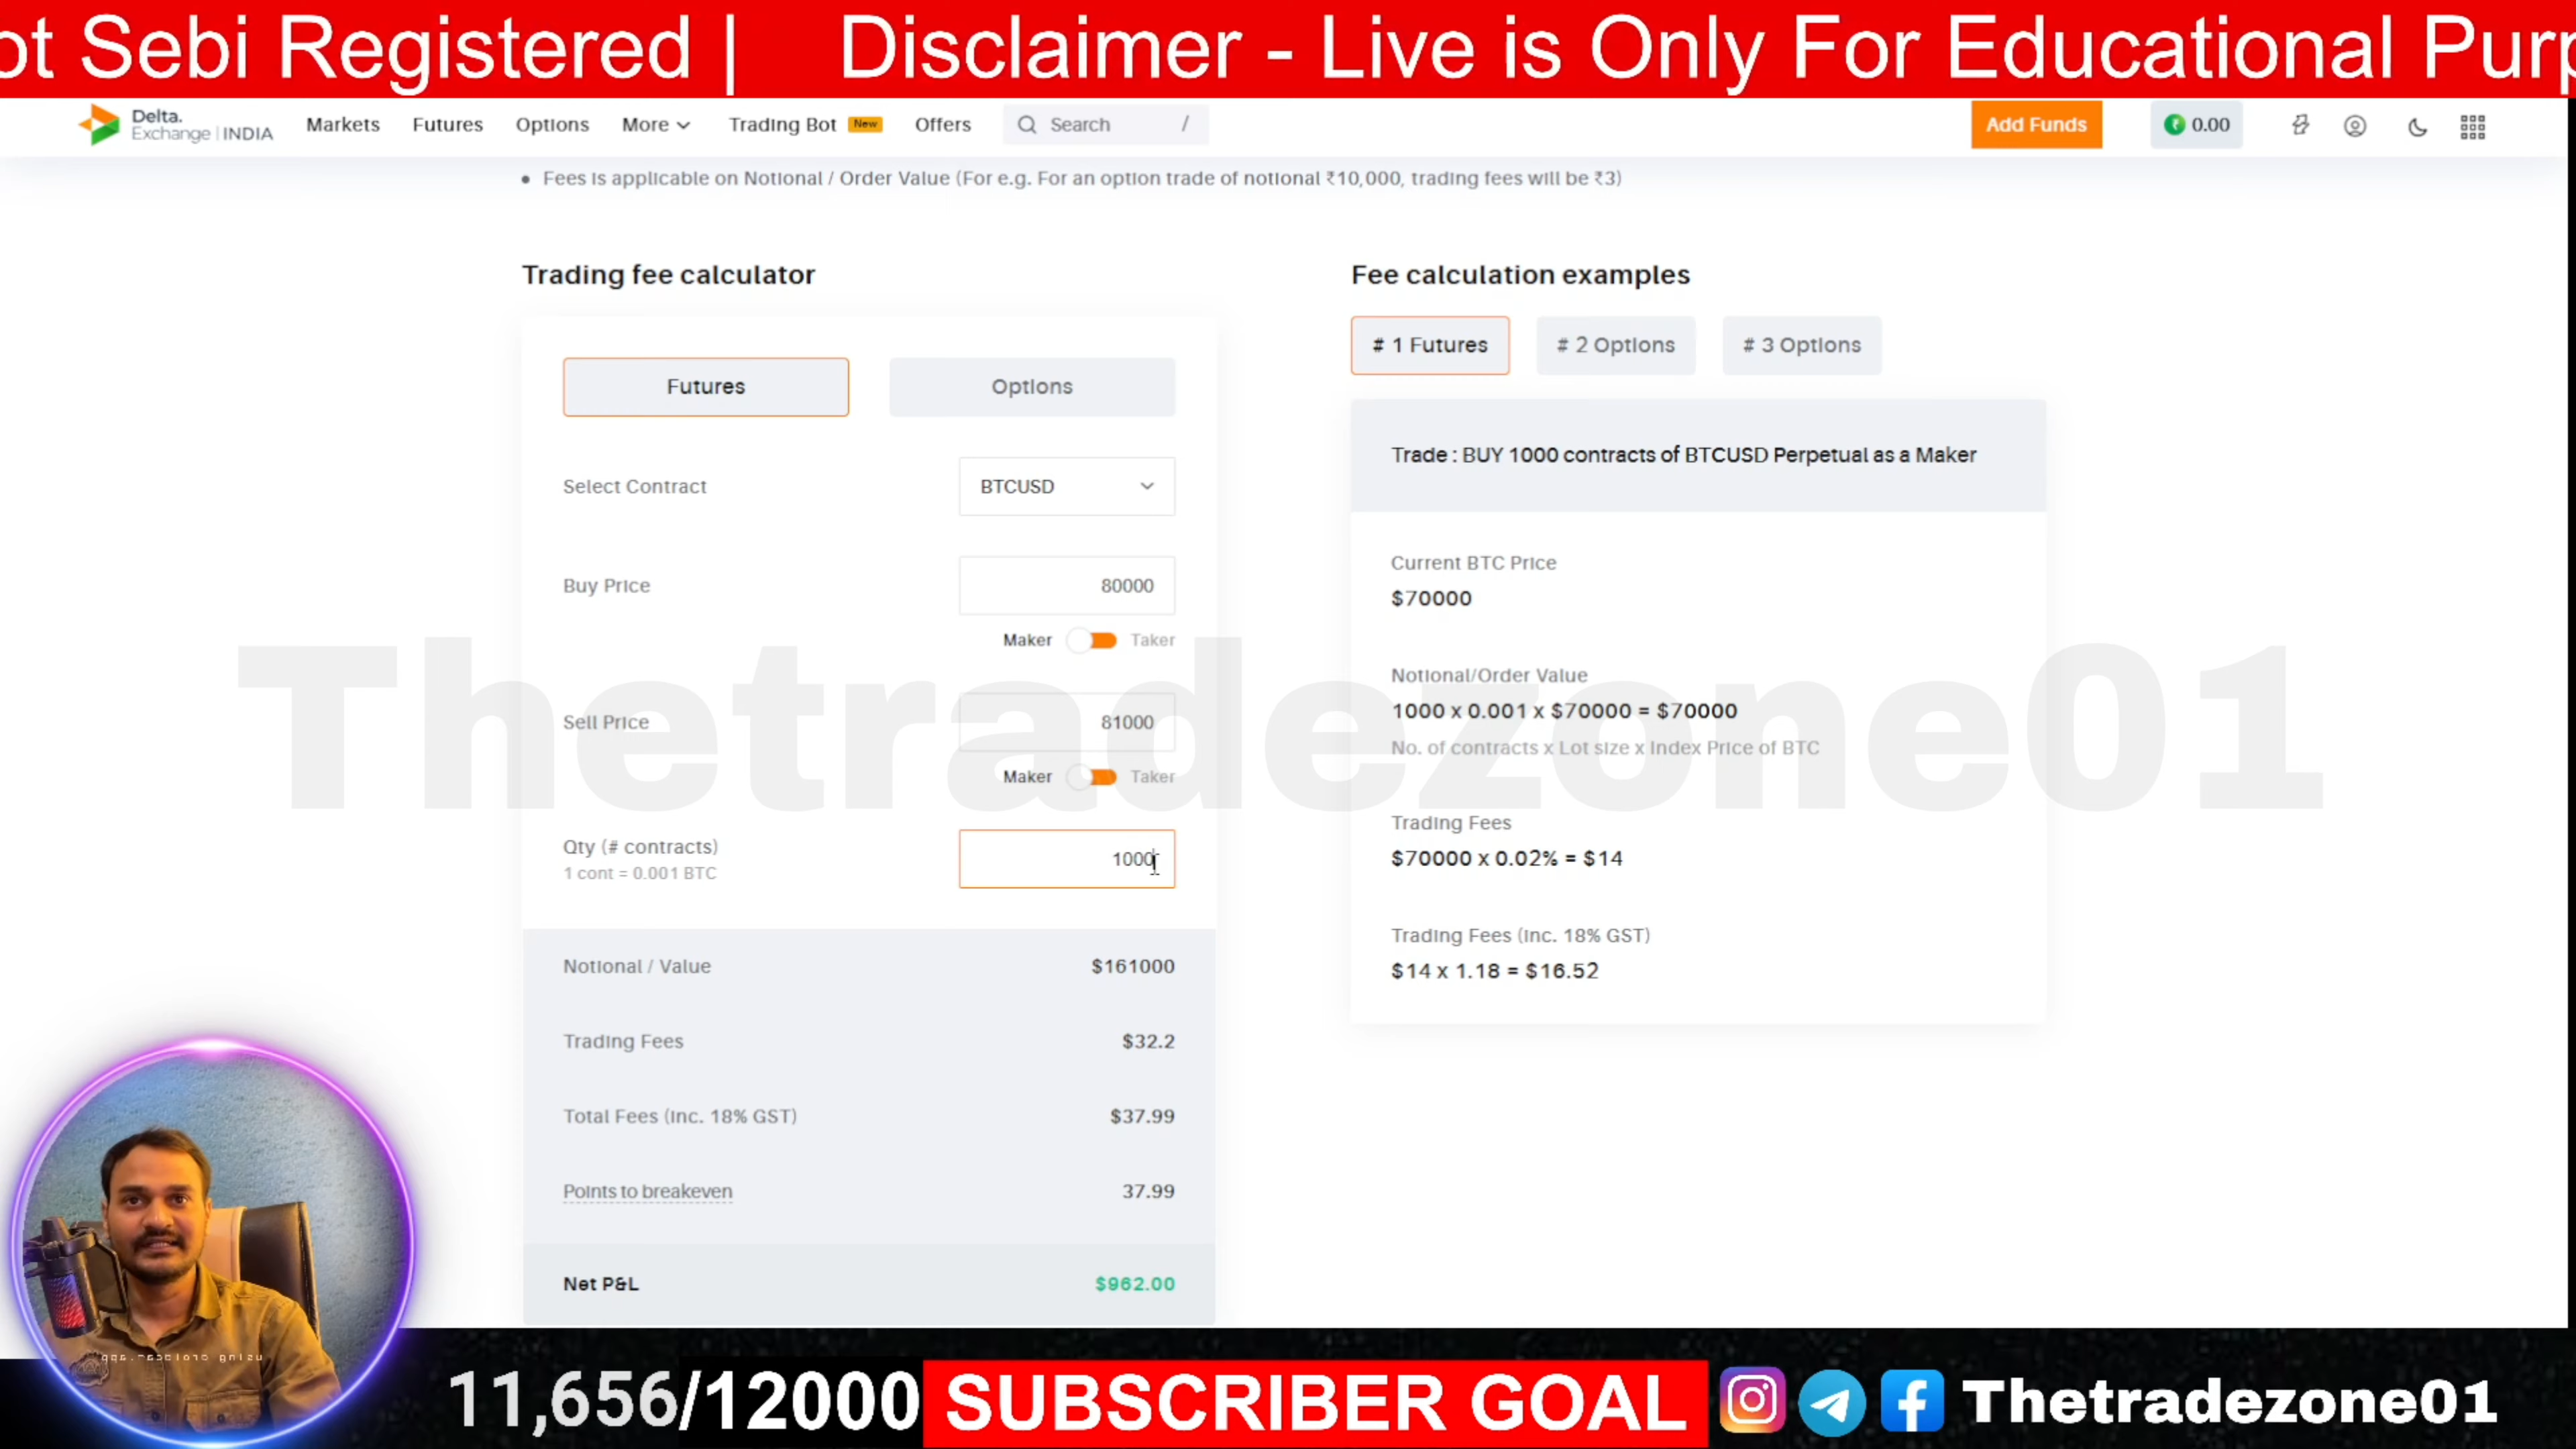 ot Sebi Registered | Disclaimer - Live is Only For Educational Purp
Delta.
Exchange | INDIA
Markets Futures Options More Trading Bot New Offers Search / Add Funds ₹ 0.00
• Fees is applicable on Notional / Order Value (For e.g. For an option trade of notional ₹10,000, trading fees will be ₹3)
Trading fee calculator
Futures Options
Select Contract BTCUSD
Buy Price 80000
Maker Taker
Sell Price 81000
Maker Taker
Qty (# contracts) 1000
1 cont = 0.001 BTC
Notional / Value $161000
Trading Fees $32.2
Total Fees (inc. 18% GST) $37.99
Points to breakeven 37.99
Net P&L $962.00
Fee calculation examples
# 1 Futures # 2 Options # 3 Options
Trade : BUY 1000 contracts of BTCUSD Perpetual as a Maker
Current BTC Price
$70000
Notional/Order Value
1000 x 0.001 x $70000 = $70000
No. of contracts x Lot size x Index Price of BTC
Trading Fees
$70000 x 0.02% = $14
Trading Fees (inc. 18% GST)
$14 x 1.18 = $16.52
Thetradezone01
11,656/12000 SUBSCRIBER GOAL Thetradezone01